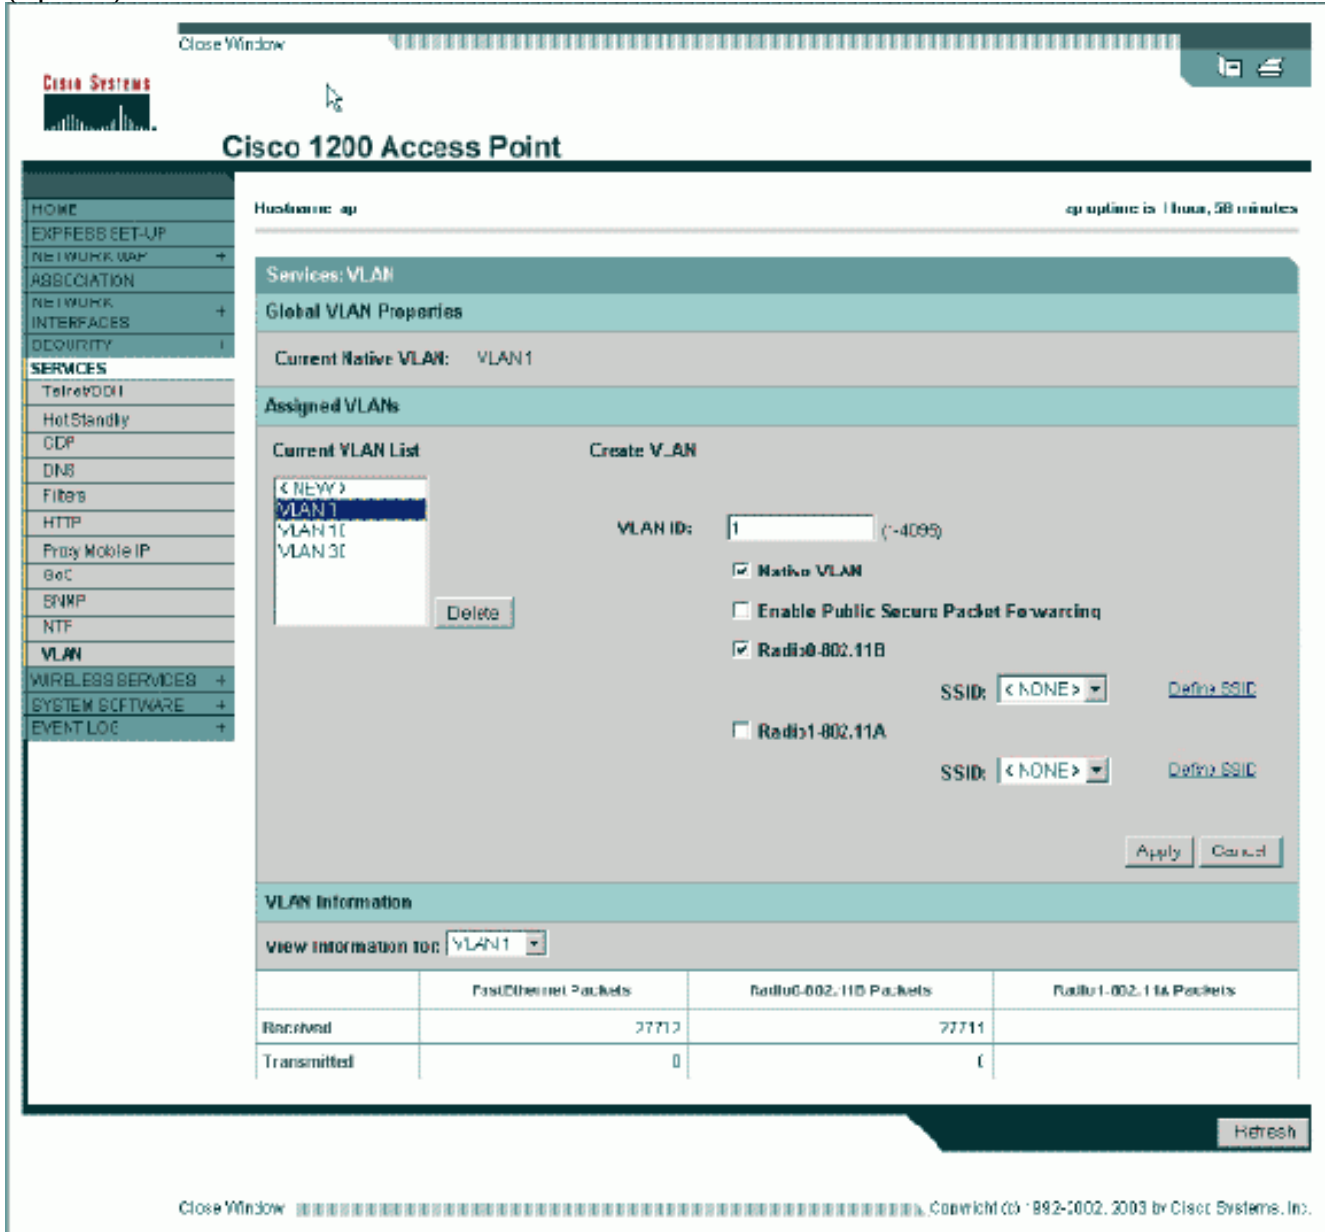 Close Window
Cisco Systems
Cisco 1200 Access Point
HOME
EXPRESS SET-UP
NETWORK MAP +
ASSOCIATION
NETWORK
INTERFACES +
SECURITY
SERVICES
Telnet/SSH
Hot Standby
CDP
DNS
Filters
HTTP
Proxy Mobile IP
QoS
SNMP
NTP
VLAN
WIRELESS SERVICES +
SYSTEM SOFTWARE +
EVENT LOG +
Hostname ap
ap uptime is 1 hour, 58 minutes
Services: VLAN
Global VLAN Properties
Current Native VLAN: VLAN 1
Assigned VLANs
Current VLAN List
Create VLAN
< NEW >
VLAN 1
VLAN 10
VLAN 30
Delete
VLAN ID: 1 (1-4095)
Native VLAN
Enable Public Secure Packet Forwarding
Radio0-802.11B
SSID: < NONE > Define SSID
Radio1-802.11A
SSID: < NONE > Define SSID
Apply Cancel
VLAN Information
View Information for: VLAN 1
FastEthernet Packets Radio0-802.11B Packets Radio1-802.11A Packets
Received 27712 27711
Transmitted 0 0
Refresh
Close Window
Copyright (c) 1992-2002, 2003 by Cisco Systems, Inc.